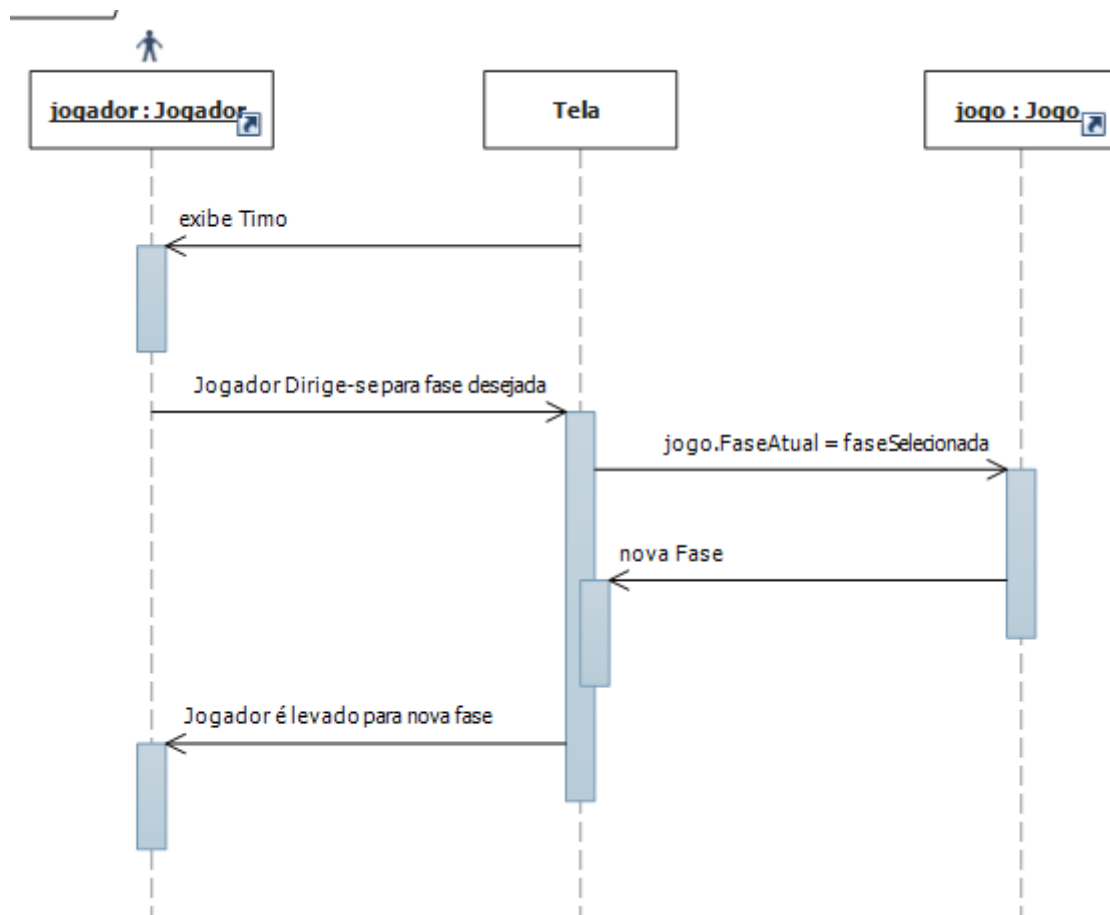 jogador : Jogador
Tela
jogo : Jogo
exibe Timo
Jogador Dirige-se para fase desejada
jogo.FaseAtual = faseSelecionada
nova Fase
Jogador é levado para nova fase